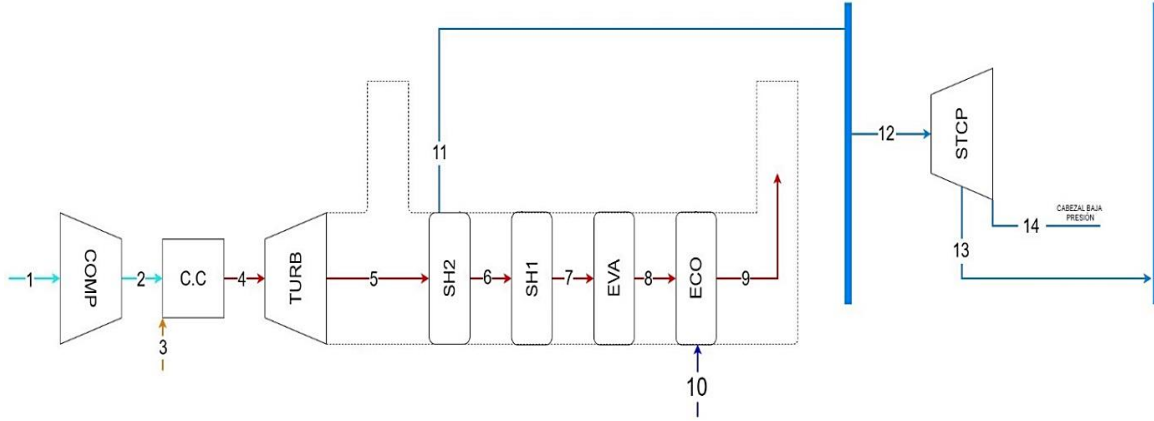 11
12
STCP
CABEZAL BAJA
PRESIÓN
14
13
1
COMP
2
C.C
4
TURB
5
SH2
6
SH1
7
EVA
8
ECO
9
3
10